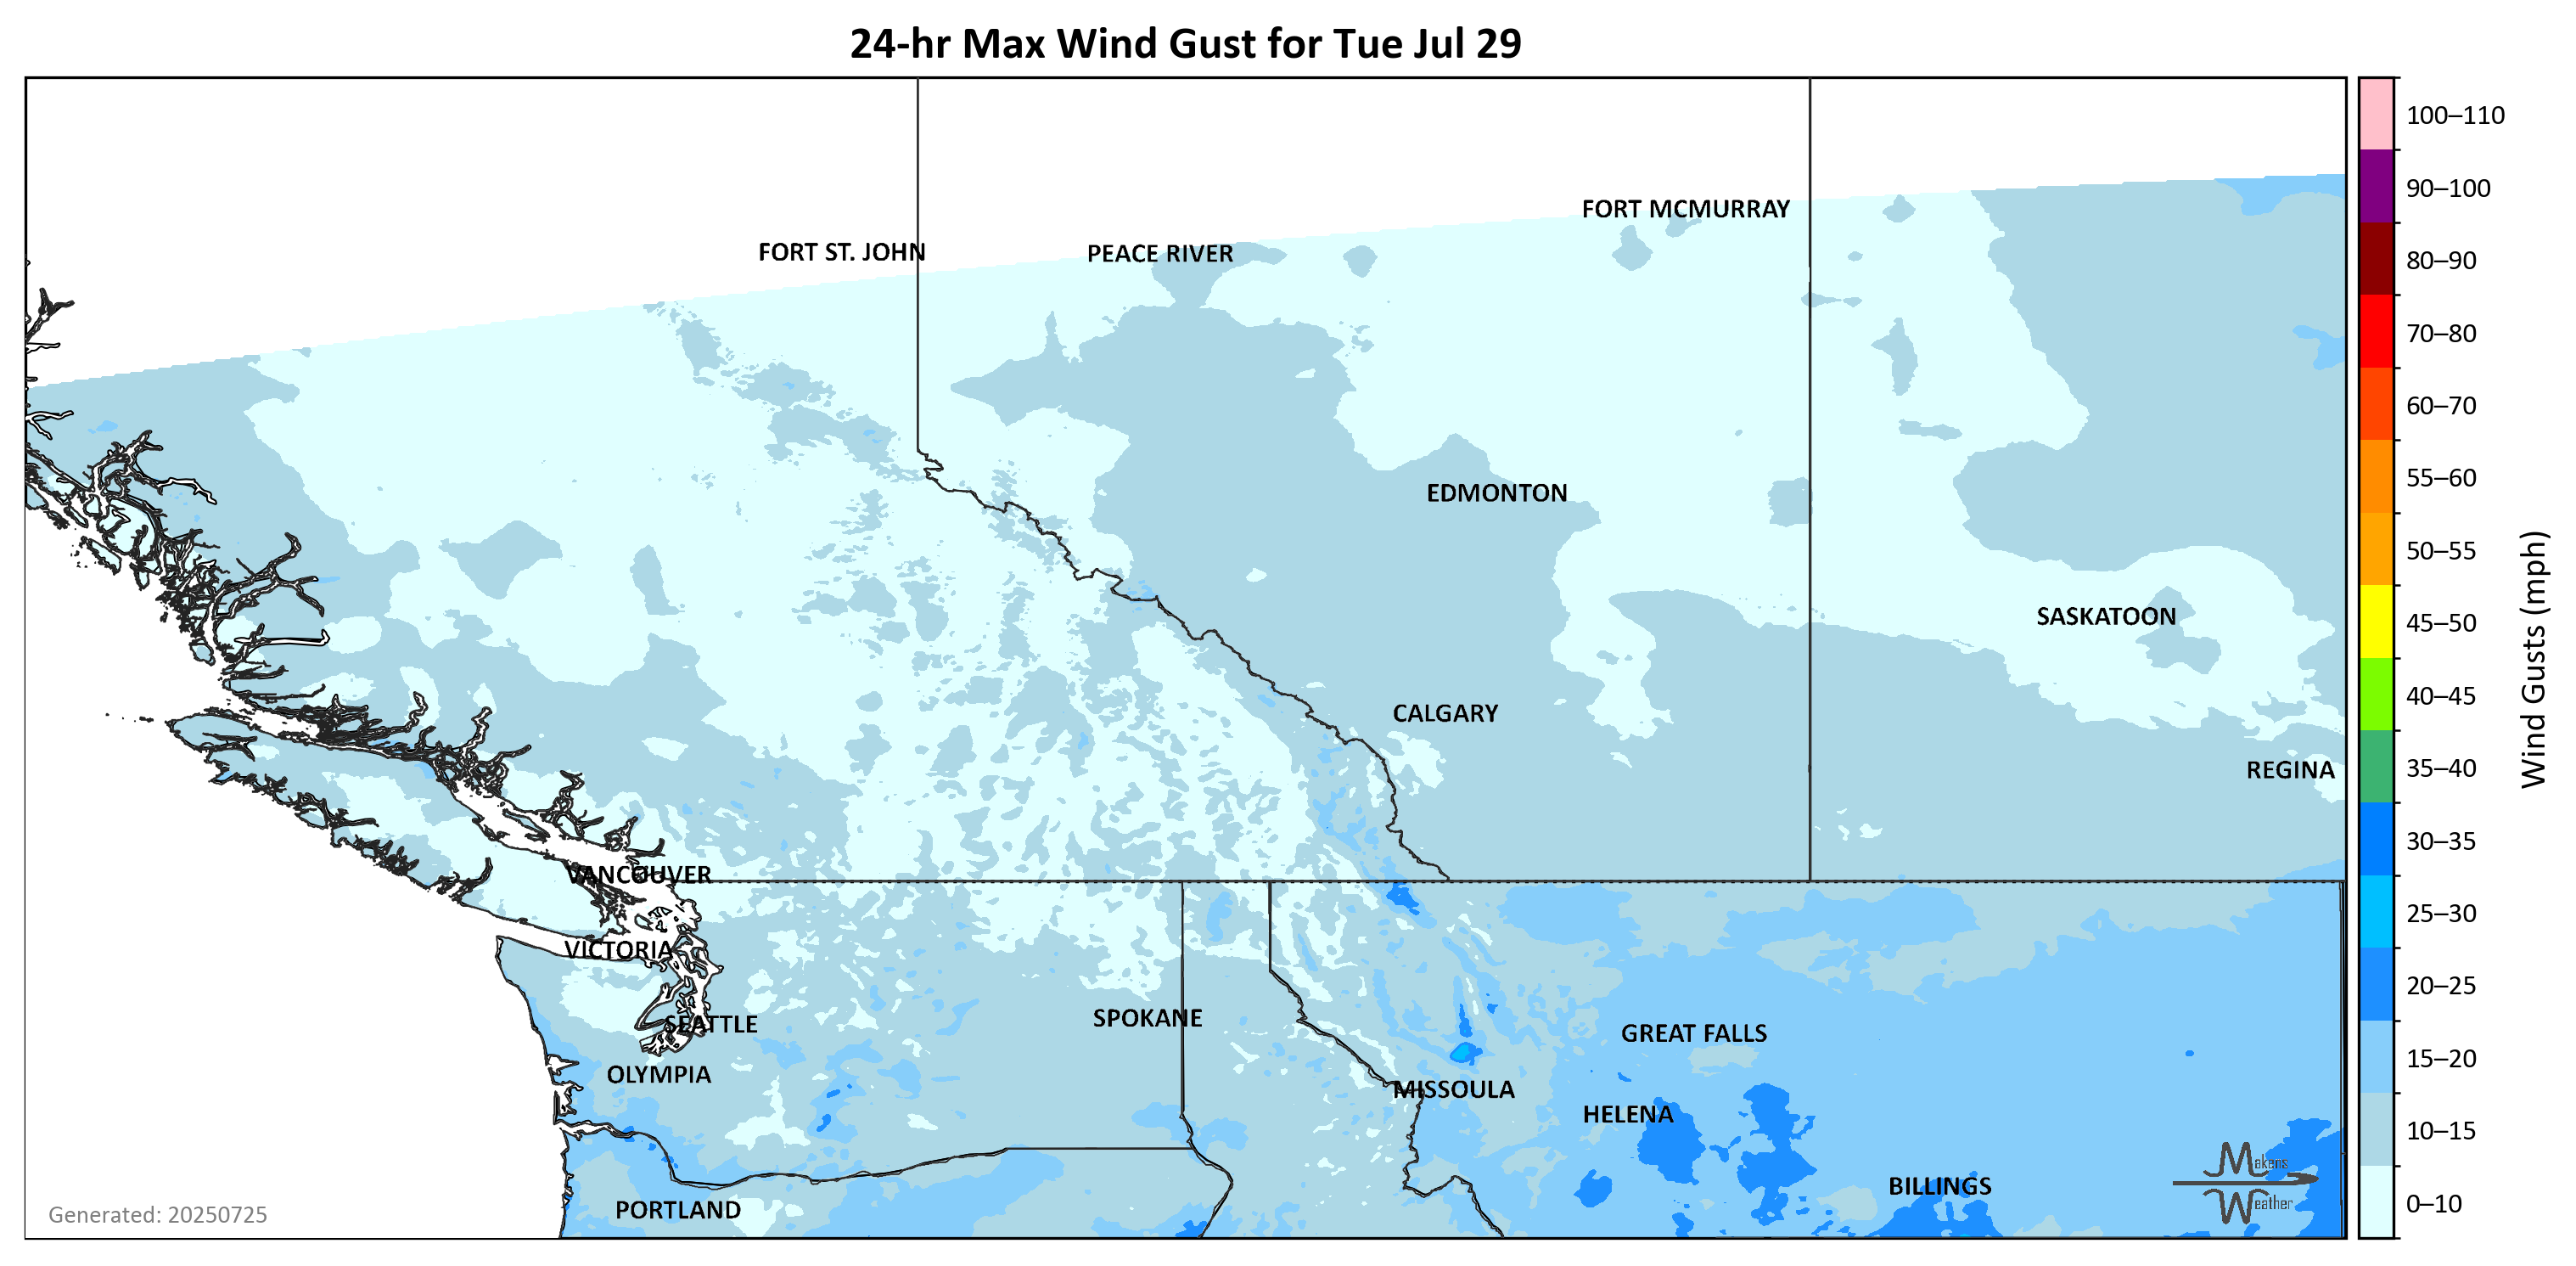 24-hr Max Wind Gust for Tue Jul 29
FORT MCMURRAY
FORT ST. JOHN
PEACE RIVER
EDMONTON
SASKATOON
CALGARY
REGINA
VANCOUVER
VICTORIA
SPOKANE
SEATTLE
GREAT FALLS
OLYMPIA
MISSOULA
HELENA
BILLINGS
PORTLAND
Makens
Weather
Generated: 20250725
100–110
90–100
80–90
70–80
60–70
55–60
50–55
45–50
40–45
35–40
30–35
25–30
20–25
15–20
10–15
0–10
Wind Gusts (mph)